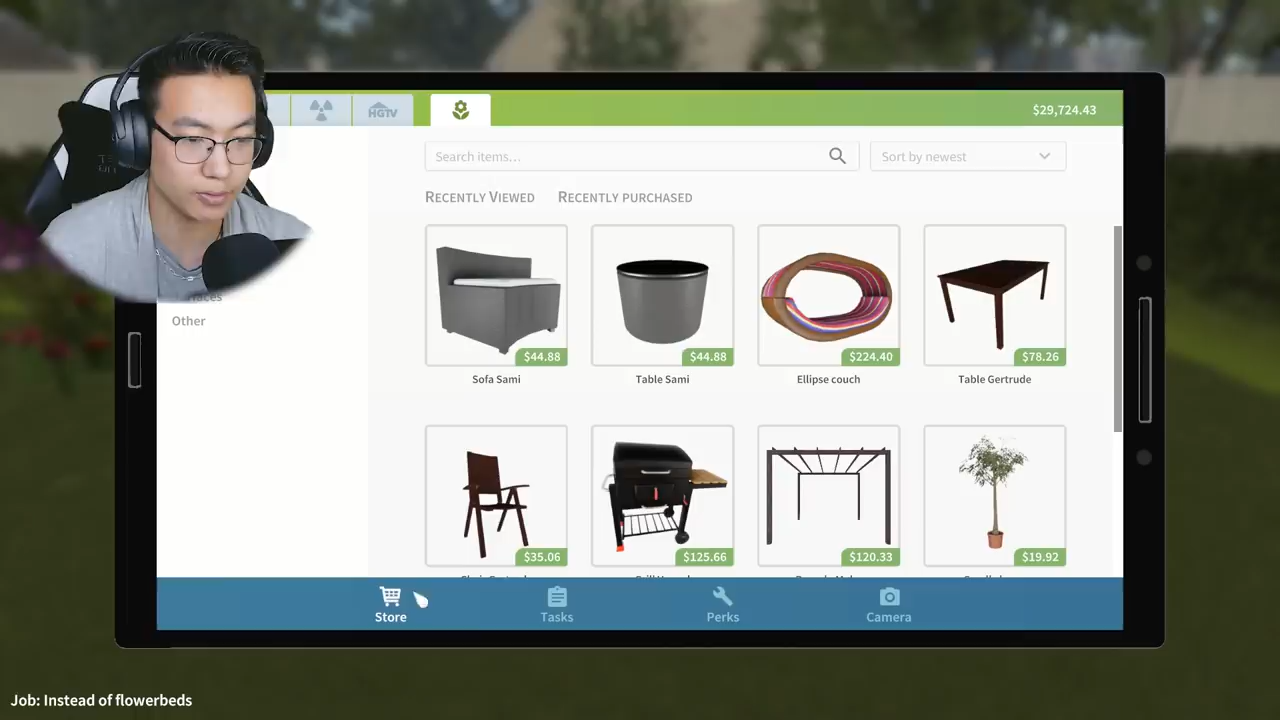 HGTV
$29,724.43
Search items...
Sort by newest
RECENTLY VIEWED
RECENTLY PURCHASED
$44.88
$44.88
$224.40
$78.26
Sofa Sami
Table Sami
Ellipse couch
Table Gertrude
Other
$35.06
$125.66
$120.33
$19.92
Store
Tasks
Perks
Camera
Job: Instead of flowerbeds